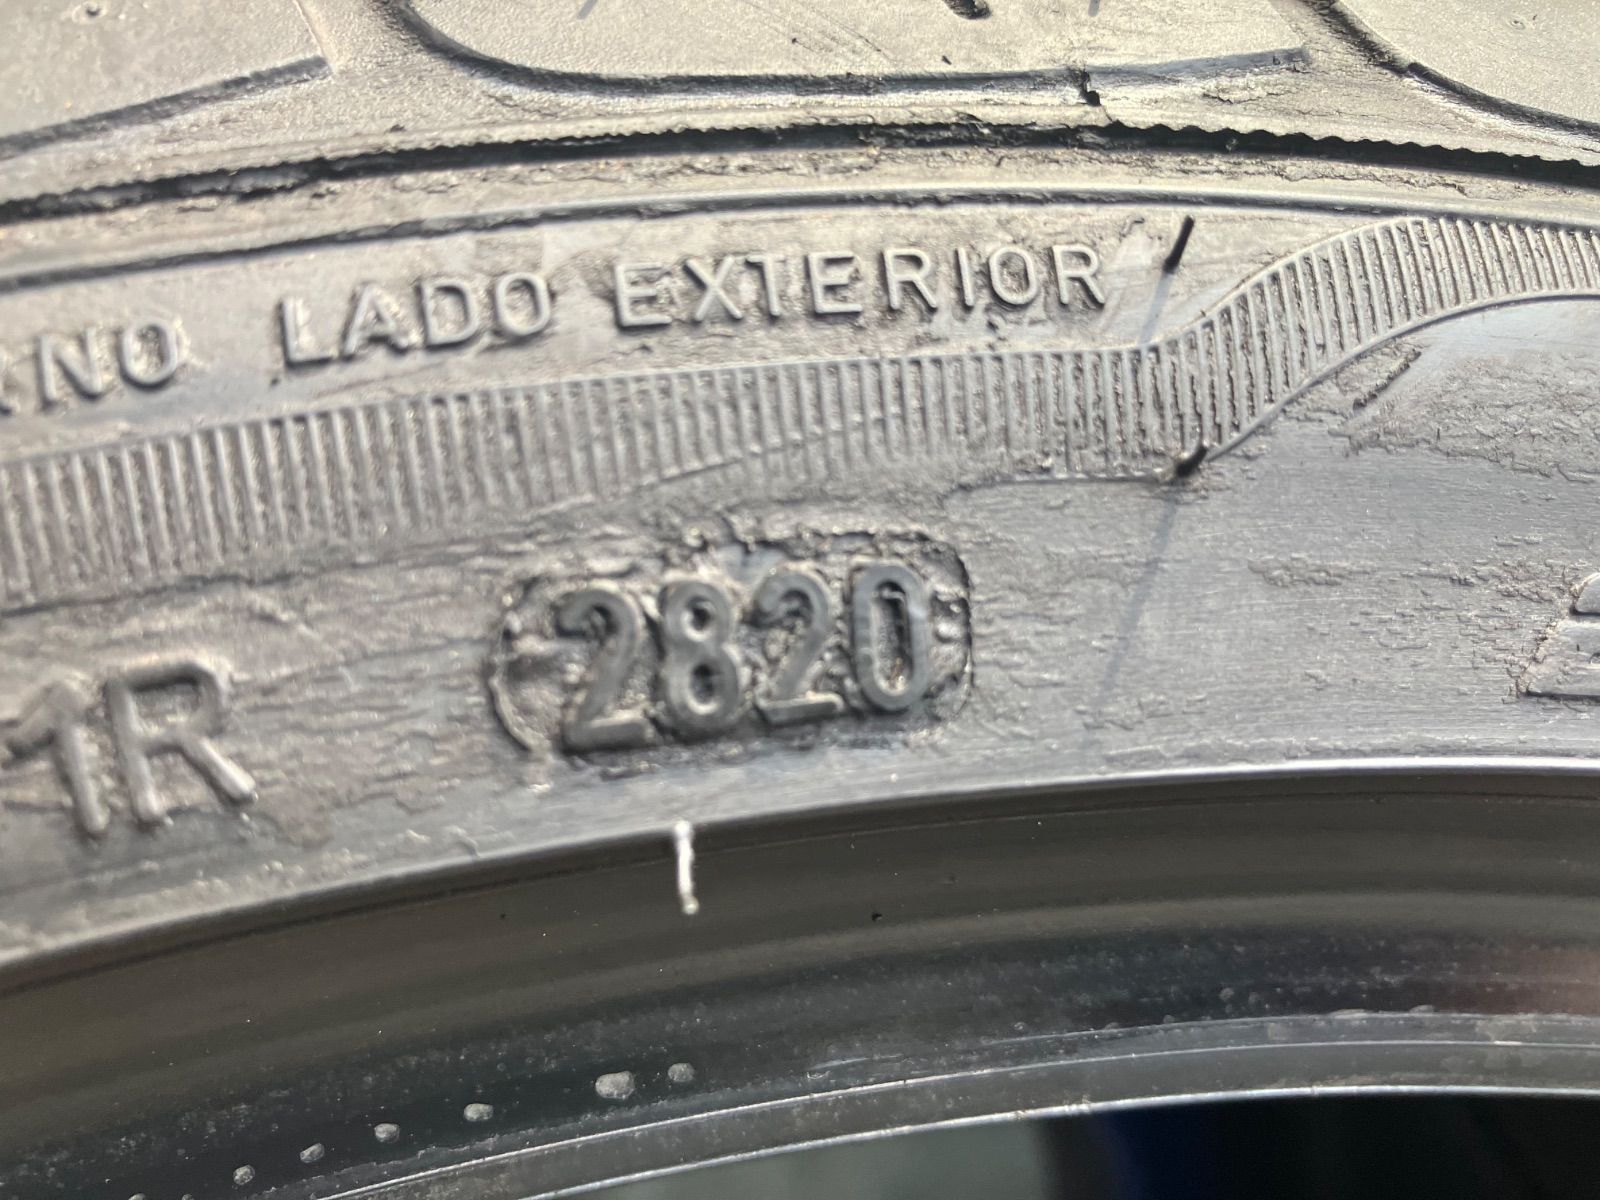 RNO LADO EXTERIOR
1R 2820